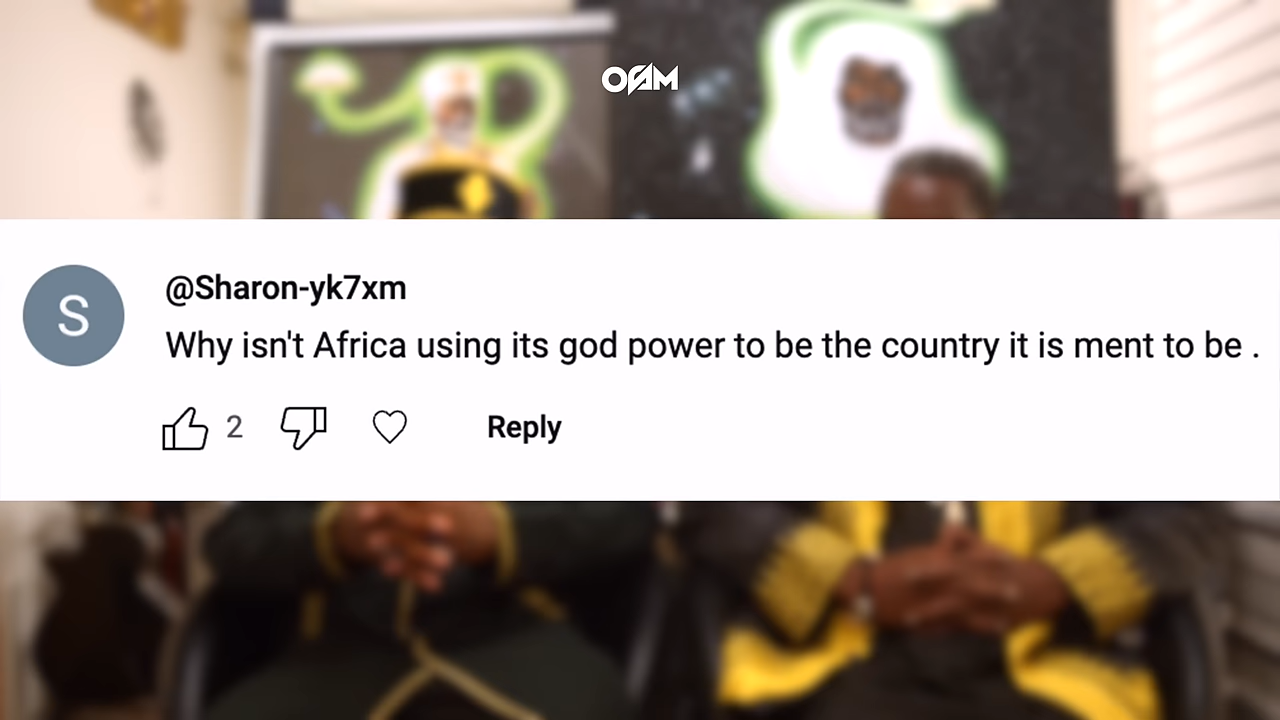 OSM
S
@Sharon-yk7xm
Why isn't Africa using its god power to be the country it is ment to be .
2
Reply